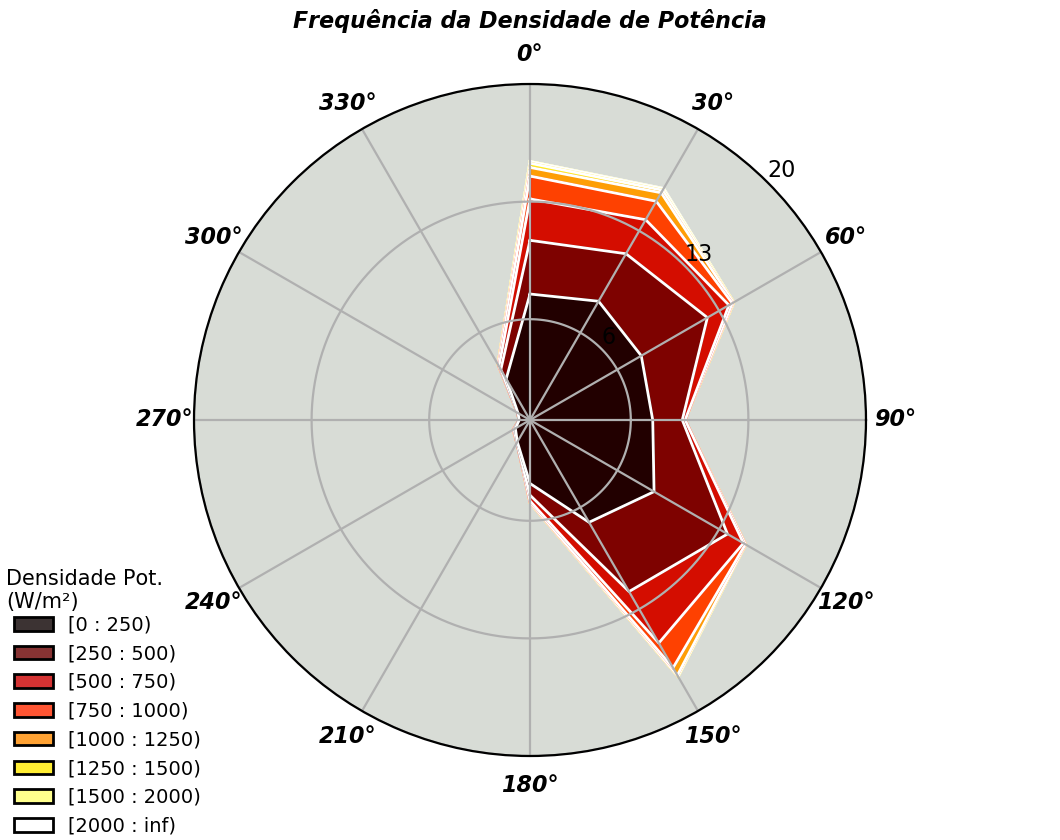 Frequência da Densidade de Potência
0°
330°
30°
20
300°
60°
13
6
270°
90°
240°
120°
210°
150°
180°
Densidade Pot.
(W/m²)
[0 : 250)
[250 : 500)
[500 : 750)
[750 : 1000)
[1000 : 1250)
[1250 : 1500)
[1500 : 2000)
[2000 : inf)